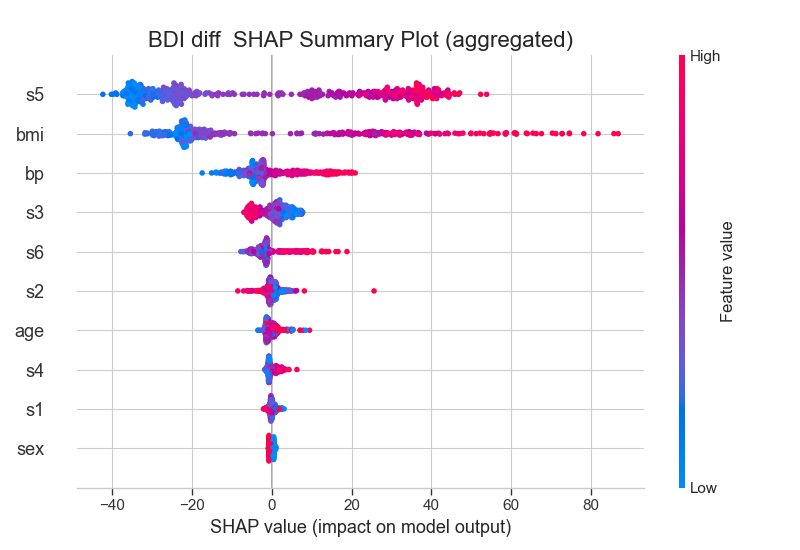 BDI diff  SHAP Summary Plot (aggregated)
High
s5
bmi
bp
s3
s6
s2
age
s4
s1
sex
Feature value
Low
−40 −20 0 20 40 60 80
SHAP value (impact on model output)